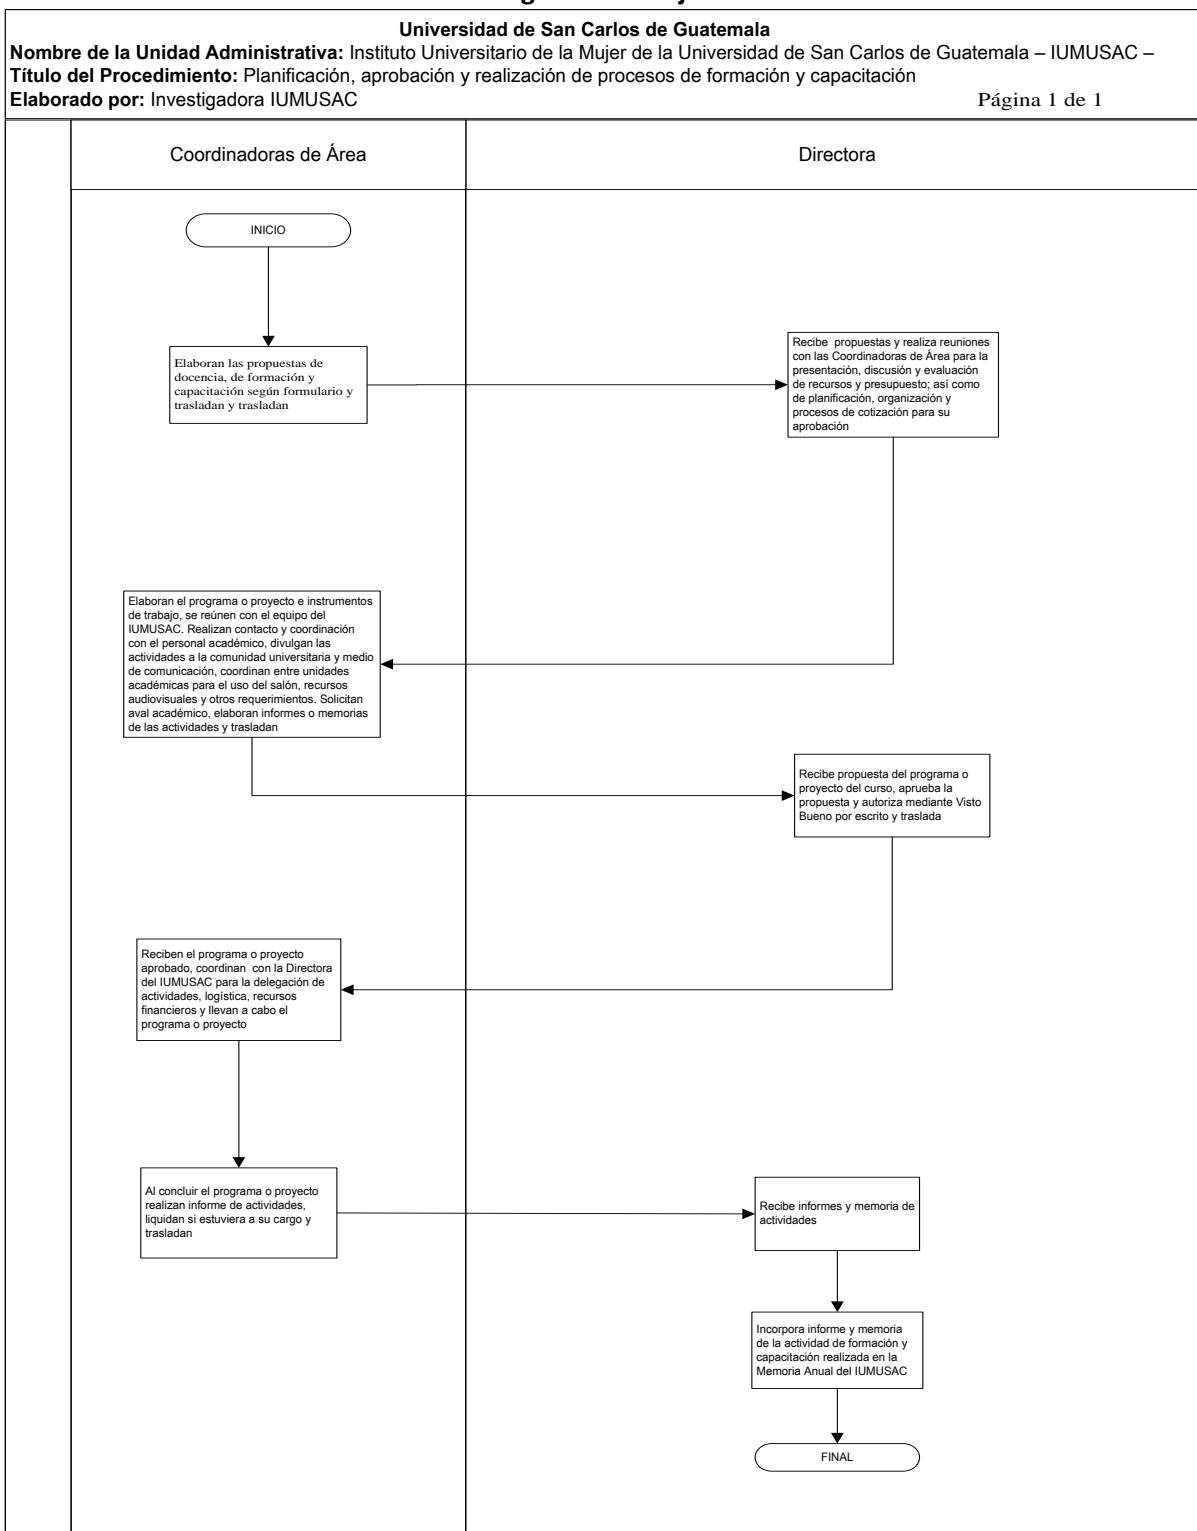 Universidad de San Carlos de Guatemala
Nombre de la Unidad Administrativa: Instituto Universitario de la Mujer de la Universidad de San Carlos de Guatemala – IUMUSAC –
Título del Procedimiento: Planificación, aprobación y realización de procesos de formación y capacitación
Elaborado por: Investigadora IUMUSAC Página 1 de 1
Coordinadoras de Área
Directora
INICIO
Elaboran las propuestas de
docencia, de formación y
capacitación según formulario y
trasladan y trasladan
Recibe propuestas y realiza reuniones
con las Coordinadoras de Área para la
presentación, discusión y evaluación
de recursos y presupuesto; así como
de planificación, organización y
procesos de cotización para su
aprobación
Elaboran el programa o proyecto e instrumentos
de trabajo, se reúnen con el equipo del
IUMUSAC. Realizan contacto y coordinación
con el personal académico, divulgan las
actividades a la comunidad universitaria y medio
de comunicación, coordinan entre unidades
académicas para el uso del salón, recursos
audiovisuales y otros requerimientos. Solicitan
aval académico, elaboran informes o memorias
de las actividades y trasladan
Recibe propuesta del programa o
proyecto del curso, aprueba la
propuesta y autoriza mediante Visto
Bueno por escrito y traslada
Reciben el programa o proyecto
aprobado, coordinan con la Directora
del IUMUSAC para la delegación de
actividades, logística, recursos
financieros y llevan a cabo el
programa o proyecto
Al concluir el programa o proyecto
realizan informe de actividades,
liquidan si estuviera a su cargo y
trasladan
Recibe informes y memoria de
actividades
Incorpora informe y memoria
de la actividad de formación y
capacitación realizada en la
Memoria Anual del IUMUSAC
FINAL